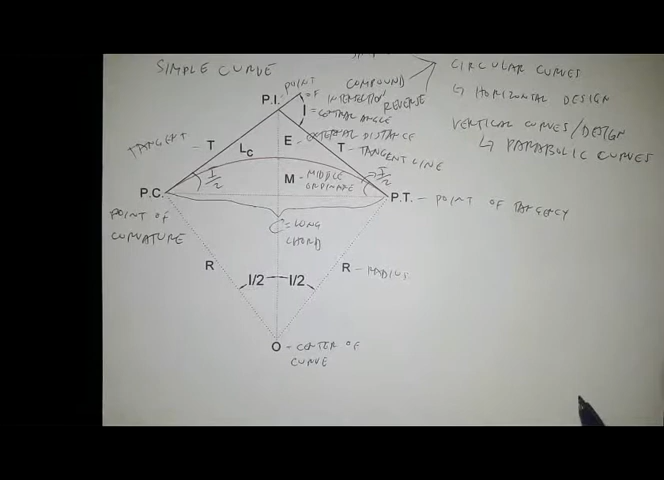 SIMPLE CURVE
CIRCULAR CURVES
↳ HORIZONTAL DESIGN
VERTICAL CURVES/DESIGN
↳ PARABOLIC CURVES
COMPOUND
REVERSE
P.I. - POINT
OF
INTERSECTION
I = CENTRAL ANGLE
E - EXTERNAL DISTANCE
TANGENT - T
Lc
T - TANGENT LINE
I/2
I/2
M - MIDDLE
ORDINATE
P.C.
POINT OF
CURVATURE
P.T. - POINT OF TANGENCY
C = LONG
CHORD
R
I/2
I/2
R - RADIUS
O - CENTER OF
CURVE